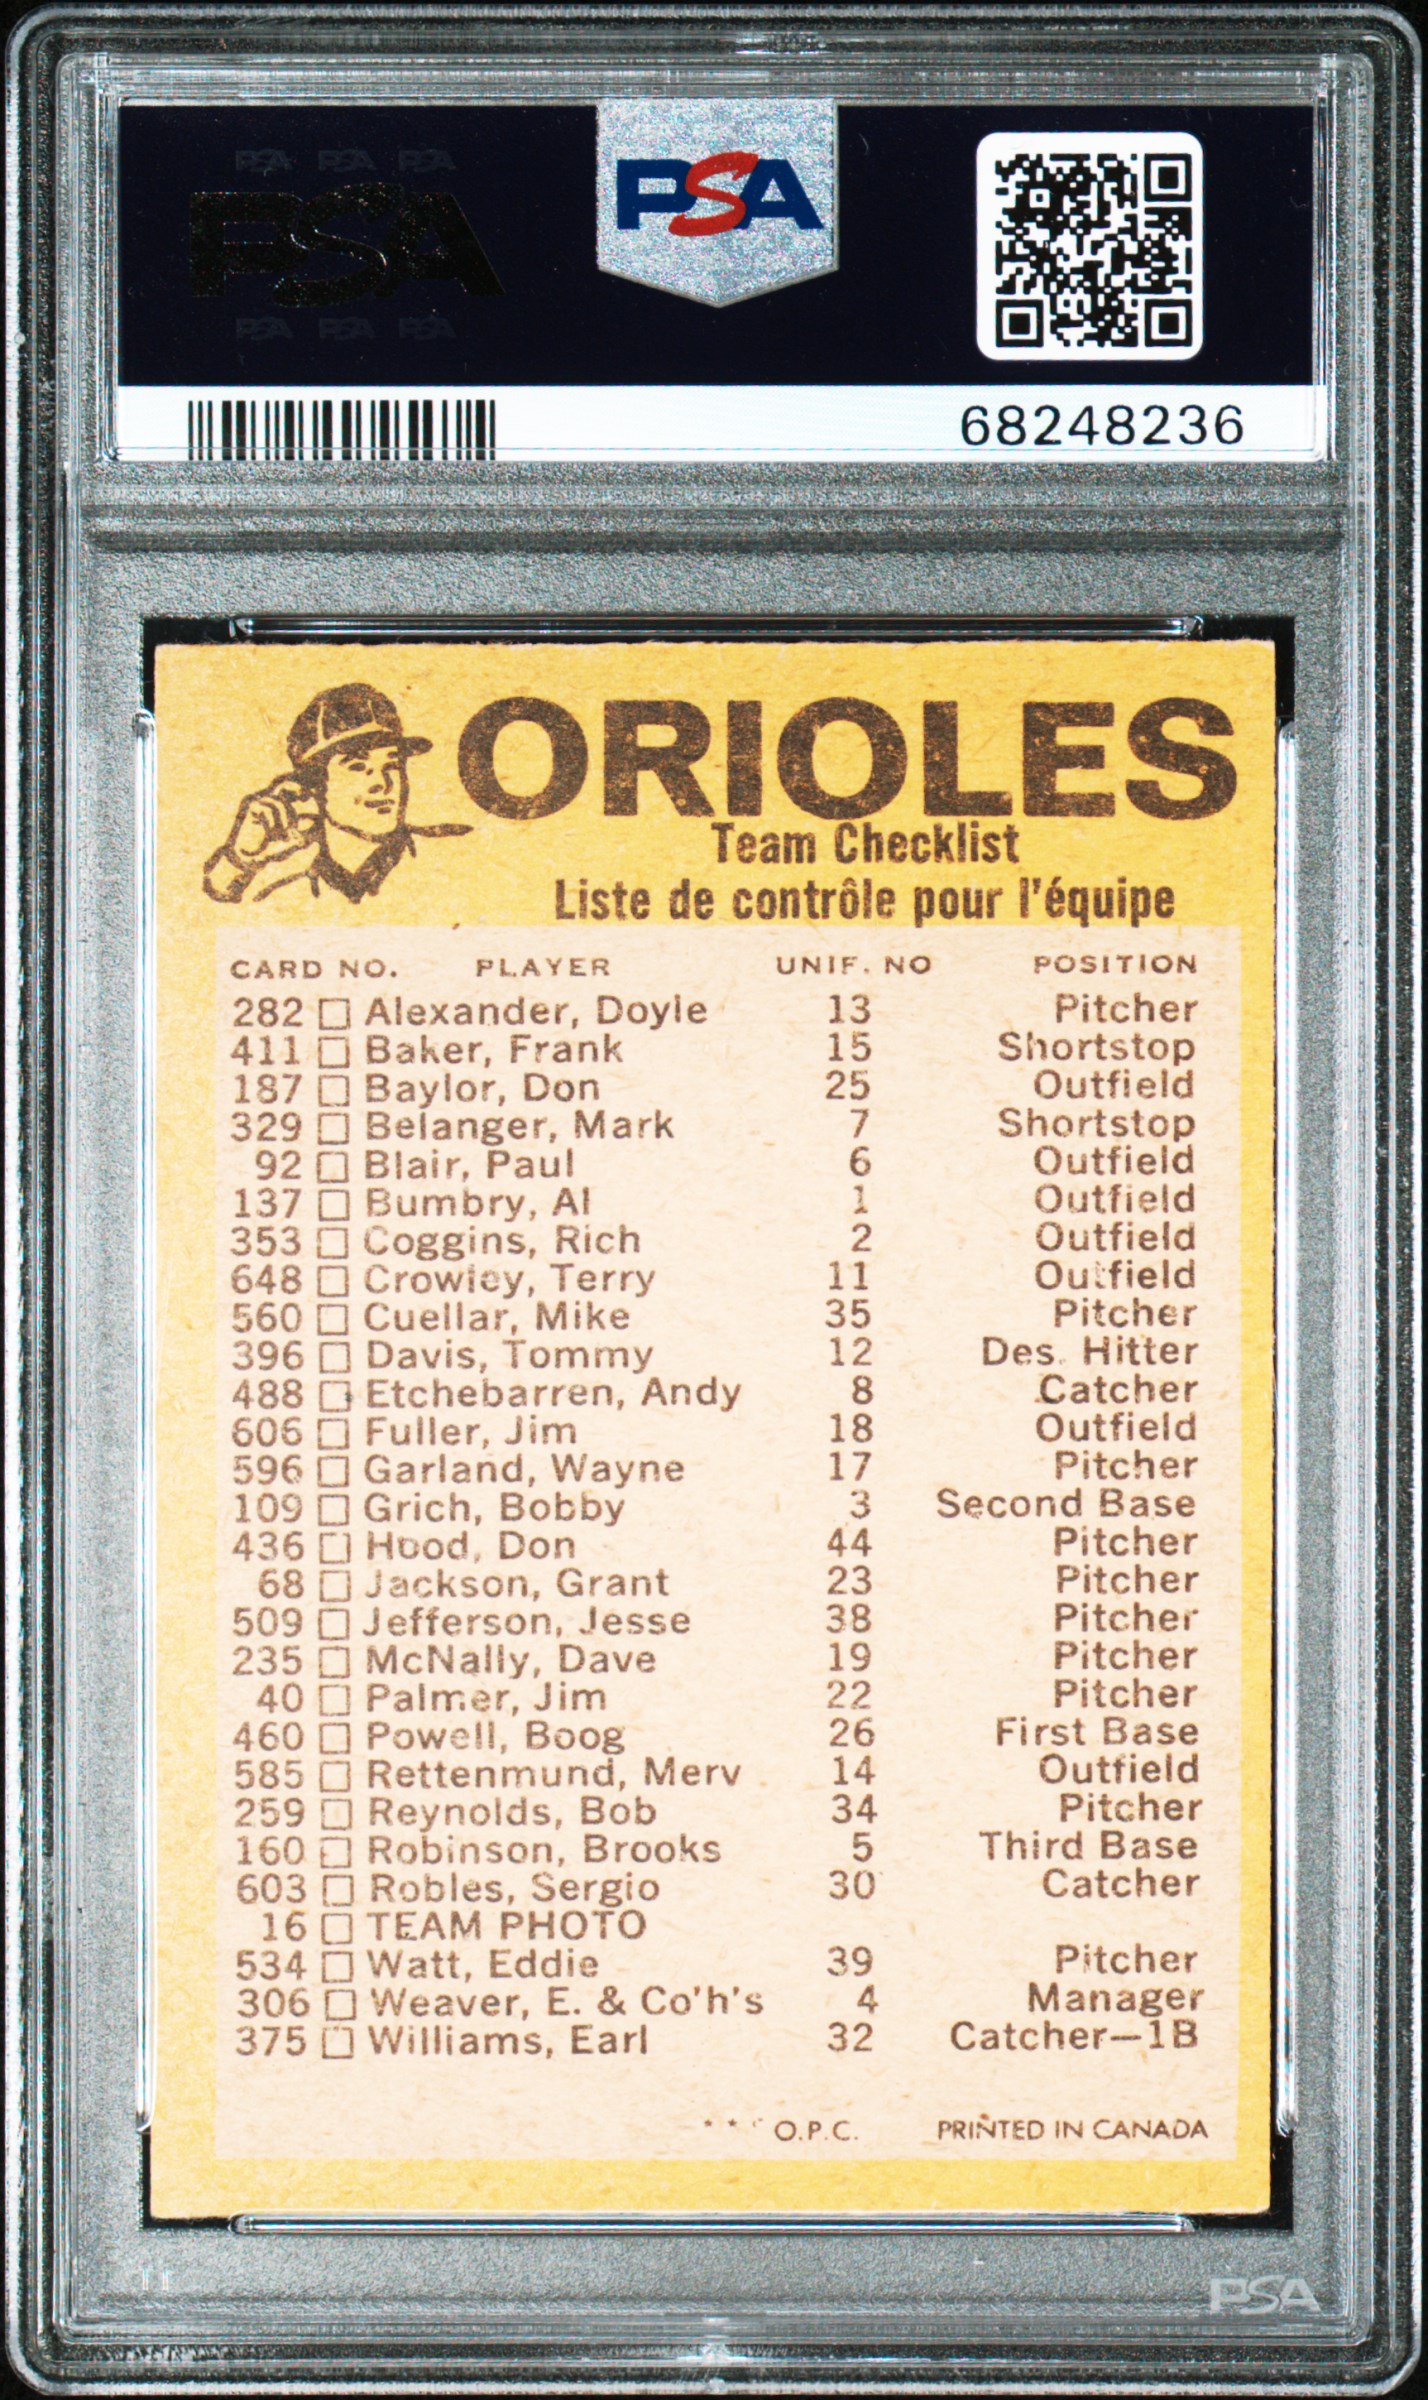 PSA PSA PSA
PSA
PSA PSA PSA
PSA
68248236
ORIOLES
Team Checklist
Liste de contrôle pour l'équipe
CARD NO. PLAYER UNIF. NO POSITION
282 □ Alexander, Doyle 13 Pitcher
411 □ Baker, Frank 15 Shortstop
187 □ Baylor, Don 25 Outfield
329 □ Belanger, Mark 7 Shortstop
92 □ Blair, Paul 6 Outfield
137 □ Bumbry, Al 1 Outfield
353 □ Coggins, Rich 2 Outfield
648 □ Crowley, Terry 11 Outfield
560 □ Cuellar, Mike 35 Pitcher
396 □ Davis, Tommy 12 Des. Hitter
488 □ Etchebarren, Andy 8 Catcher
606 □ Fuller, Jim 18 Outfield
596 □ Garland, Wayne 17 Pitcher
109 □ Grich, Bobby 3 Second Base
436 □ Hood, Don 44 Pitcher
68 □ Jackson, Grant 23 Pitcher
509 □ Jefferson, Jesse 38 Pitcher
235 □ McNally, Dave 19 Pitcher
40 □ Palmer, Jim 22 Pitcher
460 □ Powell, Boog 26 First Base
585 □ Rettenmund, Merv 14 Outfield
259 □ Reynolds, Bob 34 Pitcher
160 □ Robinson, Brooks 5 Third Base
603 □ Robles, Sergio 30 Catcher
16 □ TEAM PHOTO
534 □ Watt, Eddie 39 Pitcher
306 □ Weaver, E. & Co'h's 4 Manager
375 □ Williams, Earl 32 Catcher—1B
* * * O.P.C. PRINTED IN CANADA
PSA